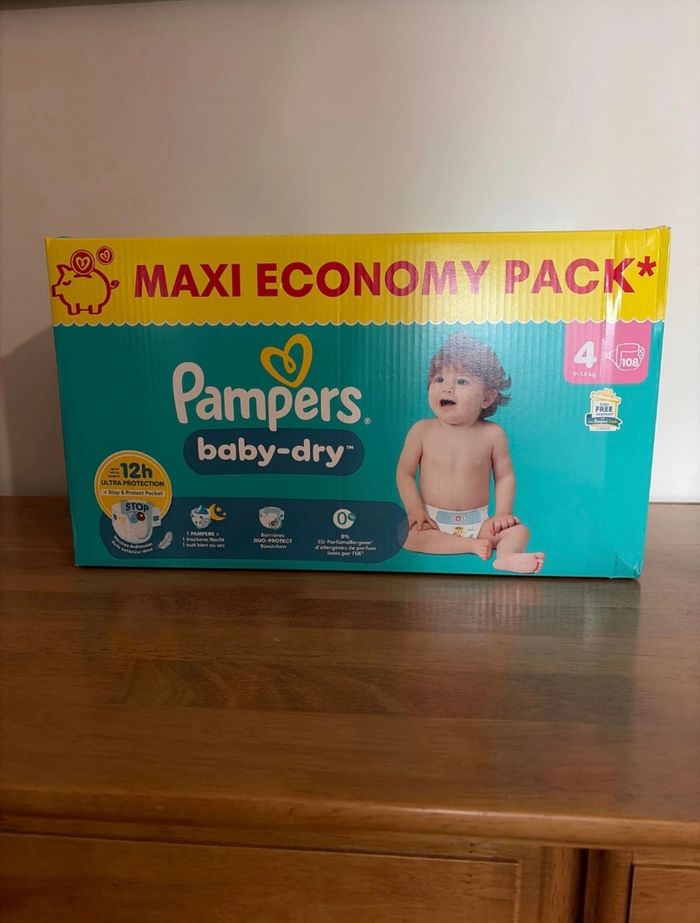 MAXI ECONOMY PACK*
4
9-14 kg
108
Pampers®
baby-dry™
FREE
12h
ULTRA PROTECTION
+ Stop & Protect Pocket
STOP
1 PAMPERS =
1 trockene Nacht
1 nuit bien au sec
Barrières
DUO-PROTECT
Bündchen
0%
0%
EU-Parfümallergene*
d'allergènes de parfum
listés par l'UE*